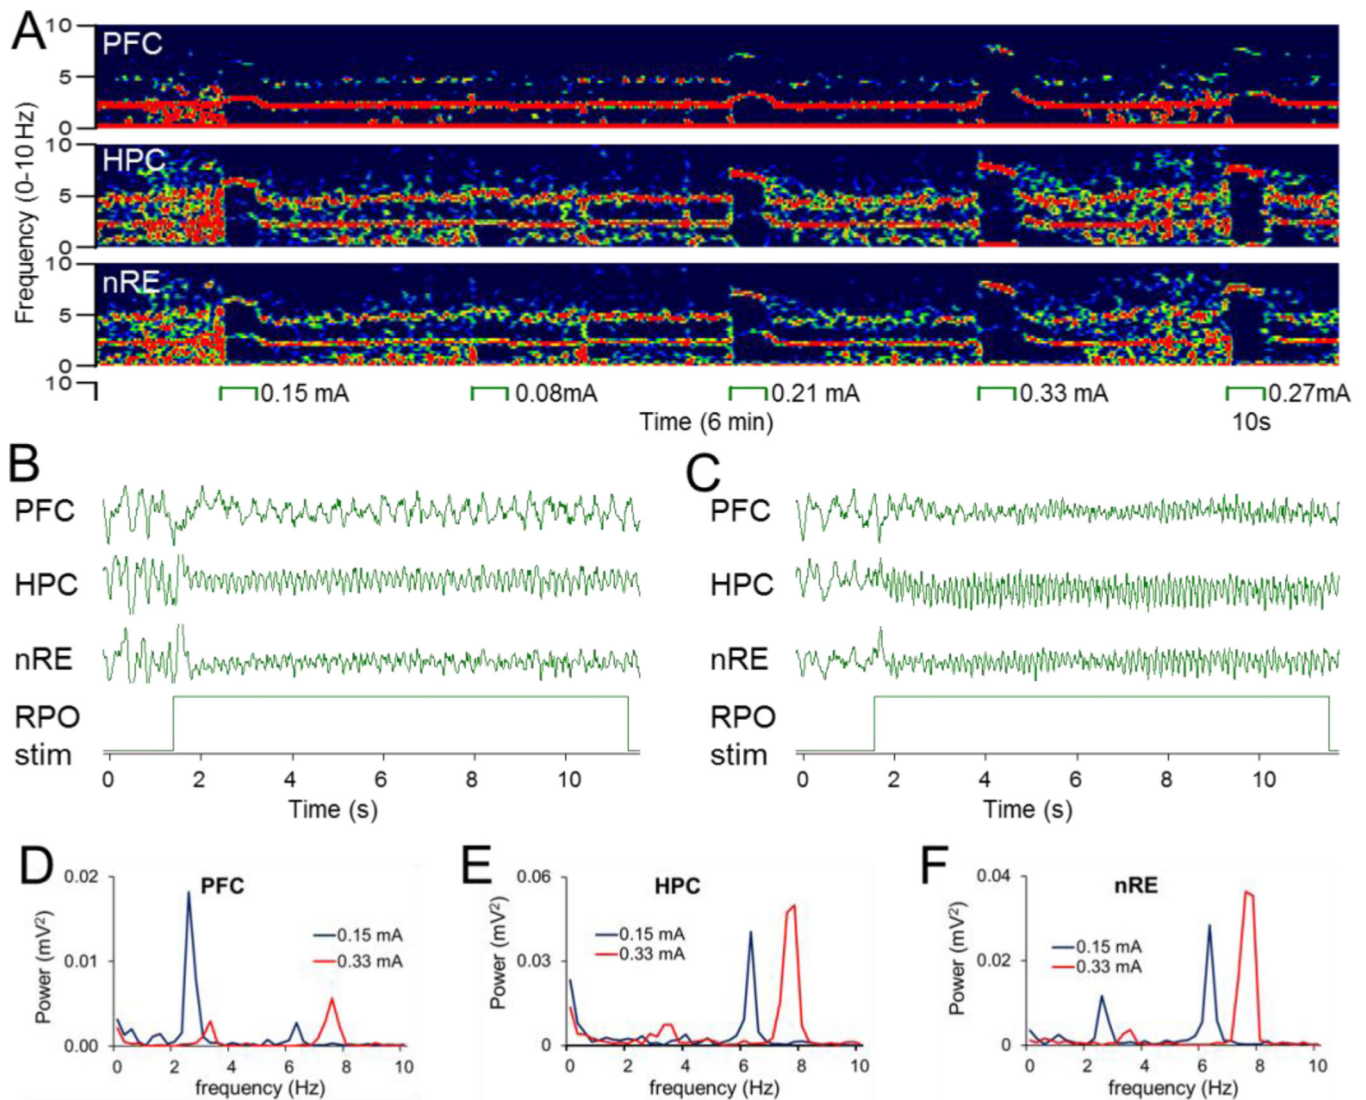 A
10
PFC
5
0
10
HPC
5
0
10
nRE
5
0
10
Frequency (0-10 Hz)
0.15 mA 0.08mA 0.21 mA 0.33 mA 0.27mA
Time (6 min) 10s
B
PFC
HPC
nRE
RPO
stim
0 2 4 6 8 10
Time (s)
C
PFC
HPC
nRE
RPO
stim
0 2 4 6 8 10
Time (s)
D
PFC
0.02
0.01
0.00
Power (mV²)
0.15 mA
0.33 mA
0 2 4 6 8 10
frequency (Hz)
E
HPC
0.06
0.03
0
Power (mV²)
0.15 mA
0.33 mA
0 2 4 6 8 10
frequency (Hz)
F
nRE
0.04
0.02
0
Power (mV²)
0.15 mA
0.33 mA
0 2 4 6 8 10
frequency (Hz)